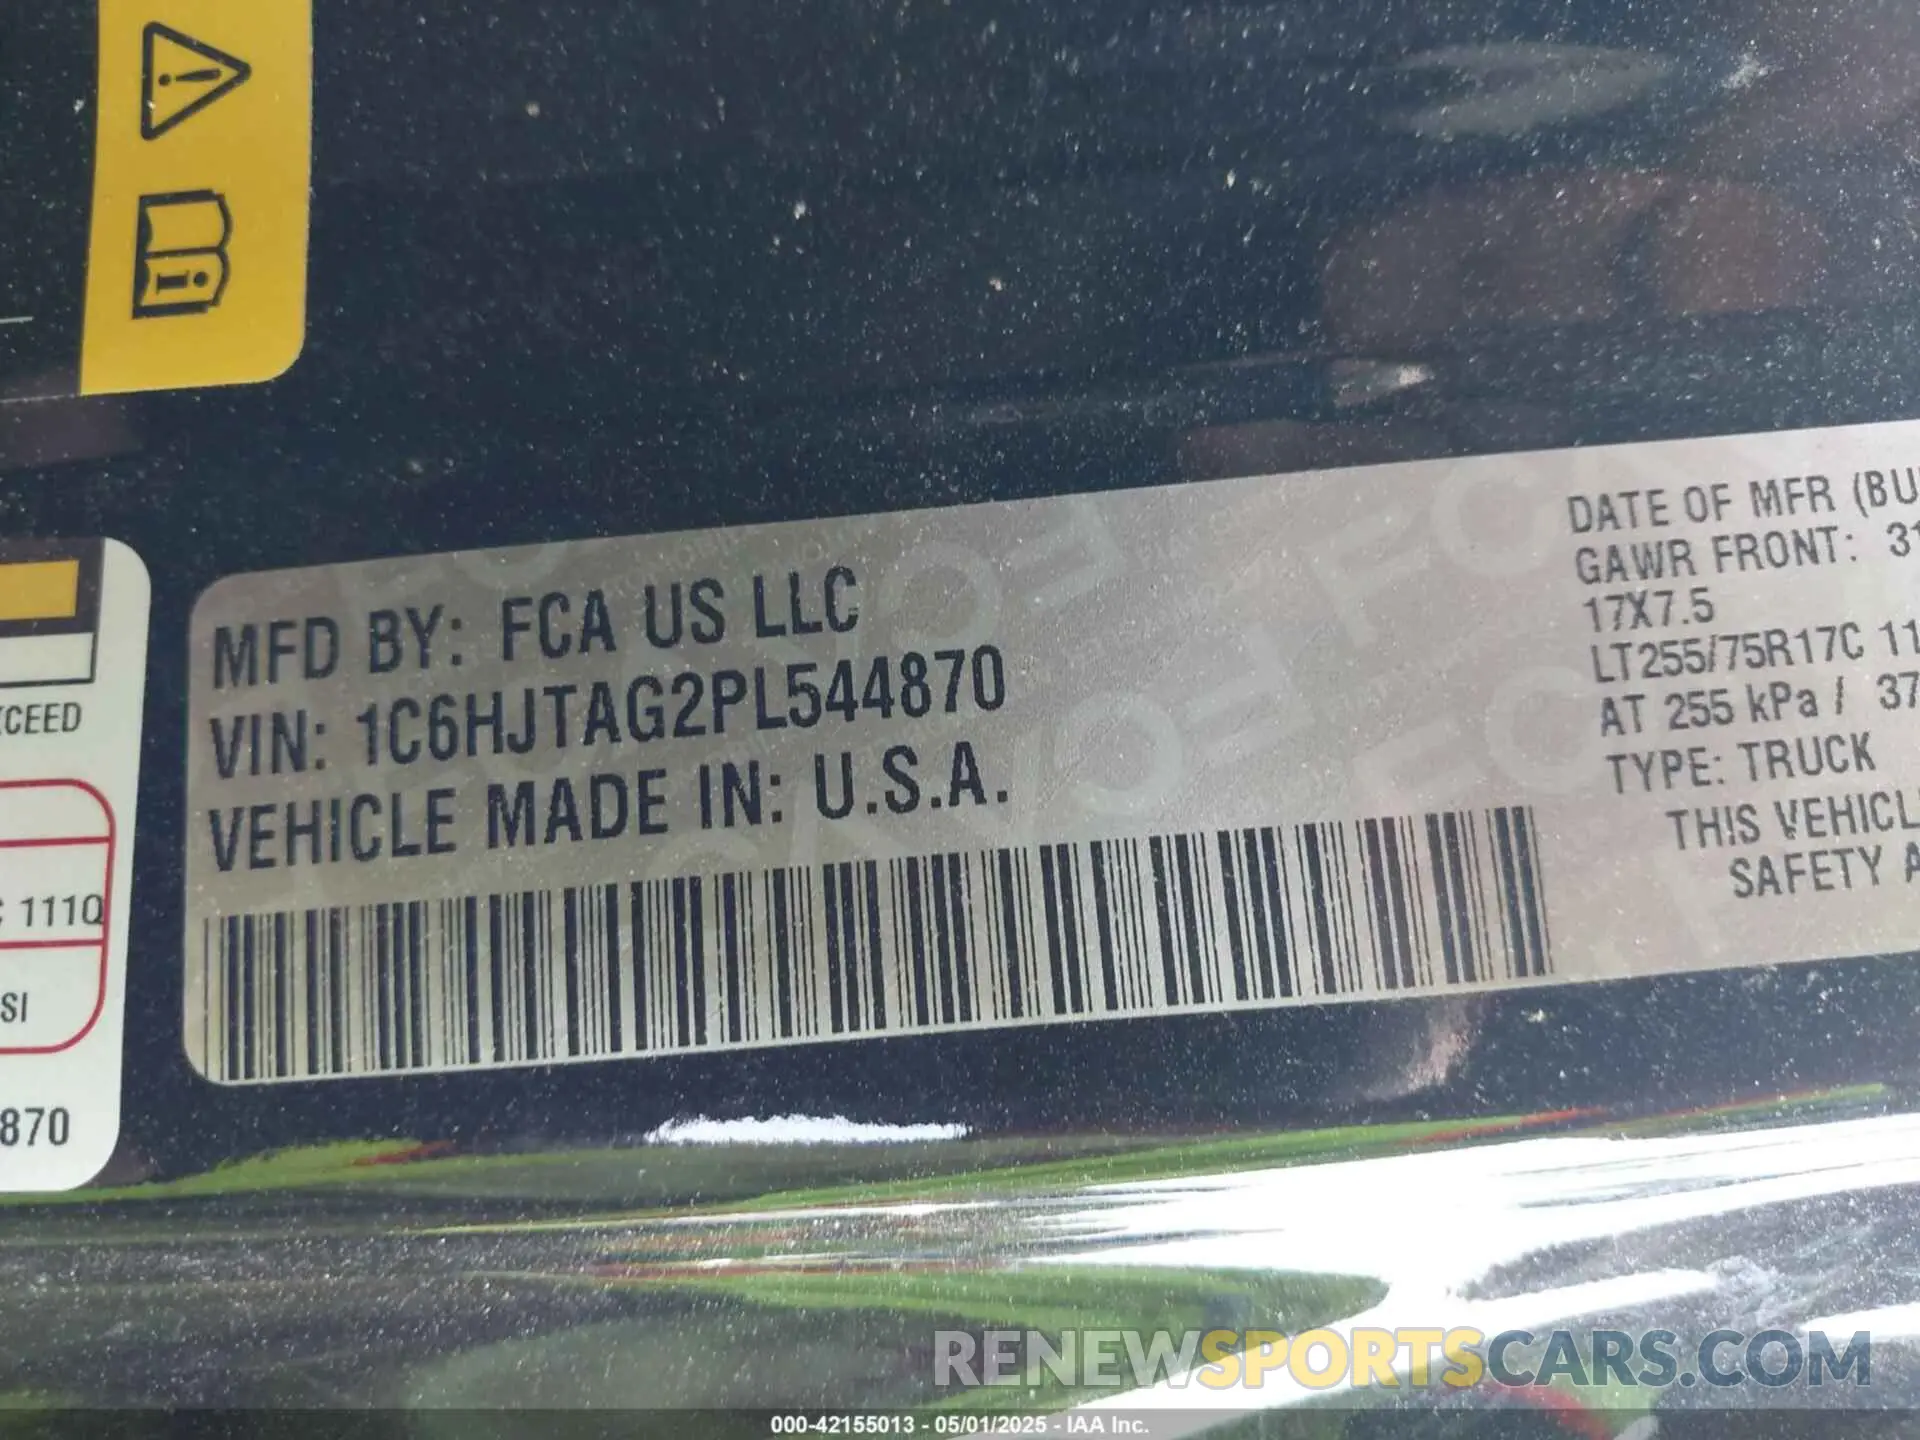 XCEED
C 111Q
SI
870
MFD BY: FCA US LLC
VIN: 1C6HJTAG2PL544870
VEHICLE MADE IN: U.S.A.
DATE OF MFR (BU
GAWR FRONT: 31
17X7.5
LT255/75R17C 11
AT 255 kPa / 37
TYPE: TRUCK
THIS VEHICL
SAFETY A
RENEWSPORTSCARS.COM
000-42155013 - 05/01/2025 - IAA Inc.